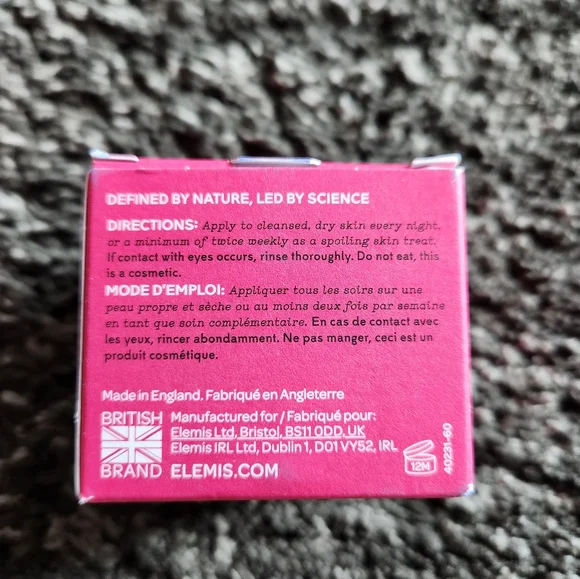 DEFINED BY NATURE, LED BY SCIENCE
DIRECTIONS: Apply to cleansed, dry skin every night,
or a minimum of twice weekly as a spoiling skin treat.
If contact with eyes occurs, rinse thoroughly. Do not eat, this
is a cosmetic.
MODE D'EMPLOI: Appliquer tous les soirs sur une
peau propre et sèche ou au moins deux fois par semaine
en tant que soin complémentaire. En cas de contact avec
les yeux, rincer abondamment. Ne pas manger, ceci est un
produit cosmétique.
Made in England. Fabriqué en Angleterre
BRITISH
BRAND
Manufactured for / Fabriqué pour:
Elemis Ltd, Bristol, BS11 0DD, UK
Elemis IRL Ltd, Dublin 1, D01 VY52, IRL
ELEMIS.COM
12M
40231-60